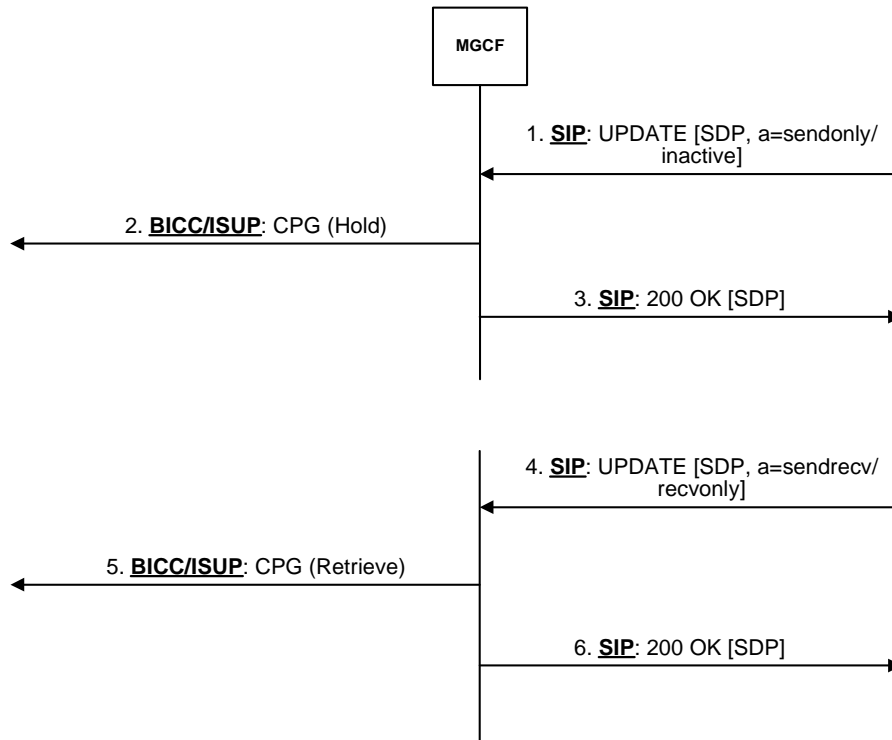 MGCF
1. SIP: UPDATE [SDP, a=sendonly/
inactive]
2. BICC/ISUP: CPG (Hold)
3. SIP: 200 OK [SDP]
4. SIP: UPDATE [SDP, a=sendrecv/
recvonly]
5. BICC/ISUP: CPG (Retrieve)
6. SIP: 200 OK [SDP]